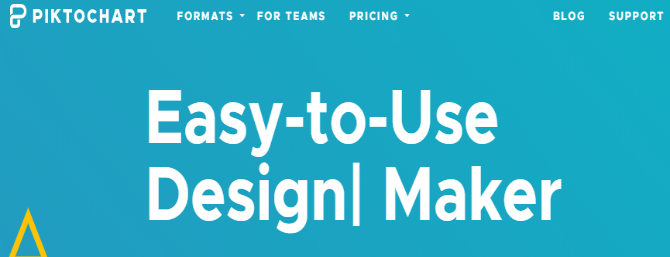 PIKTOCHART FORMATS FOR TEAMS PRICING BLOG SUPPORT
Easy-to-Use
Design| Maker